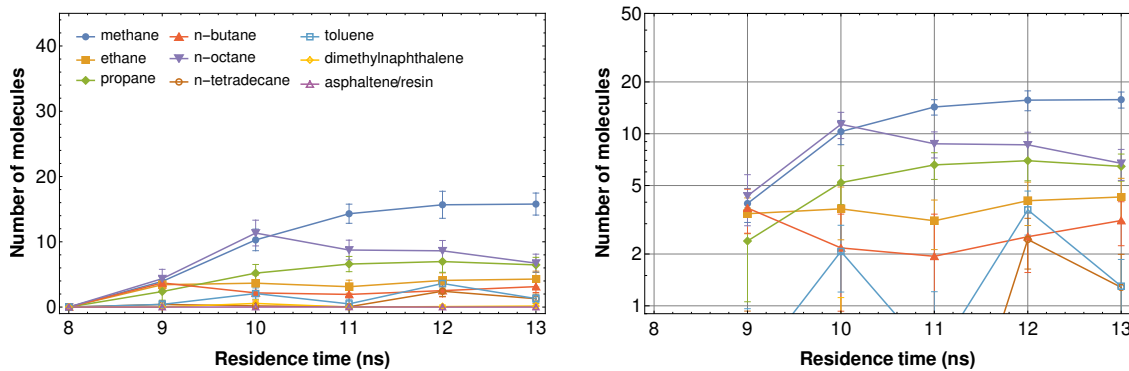 Number of molecules
40
30
20
10
0
methane
n−butane
toluene
ethane
n−octane
dimethylnaphthalene
propane
n−tetradecane
asphaltene/resin
8 9 10 11 12 13
Residence time (ns)
Number of molecules
50
20
10
5
2
1
8 9 10 11 12 13
Residence time (ns)